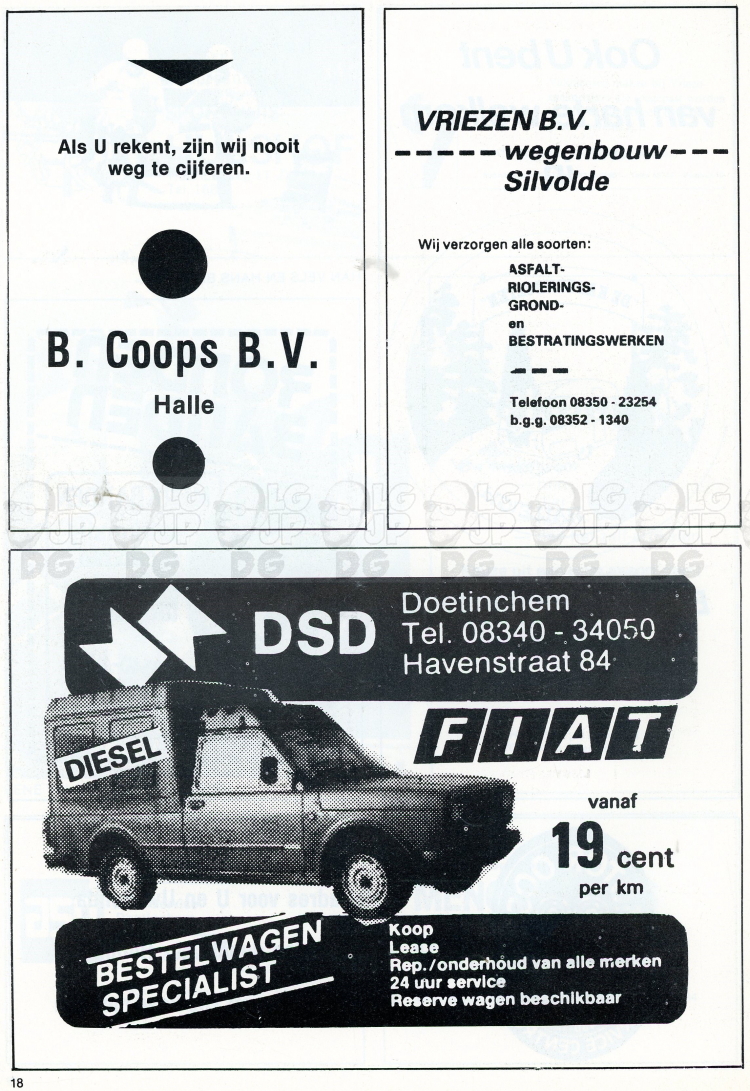 Als U rekent, zijn wij nooit
weg te cijferen.
B. Coops B.V.
Halle
VRIEZEN B.V.
----- wegenbouw---
Silvolde
Wij verzorgen alle soorten:
ASFALT-
RIOLERINGS-
GROND-
en
BESTRATINGSWERKEN
Telefoon 08350 - 23254
b.g.g. 08352 - 1340
DSD
Doetinchem
Tel. 08340 - 34050
Havenstraat 84
DIESEL
FIAT
vanaf
19 cent
per km
BESTELWAGEN
SPECIALIST
Koop
Lease
Rep./onderhoud van alle merken
24 uur service
Reserve wagen beschikbaar
18
LG
JP
DG